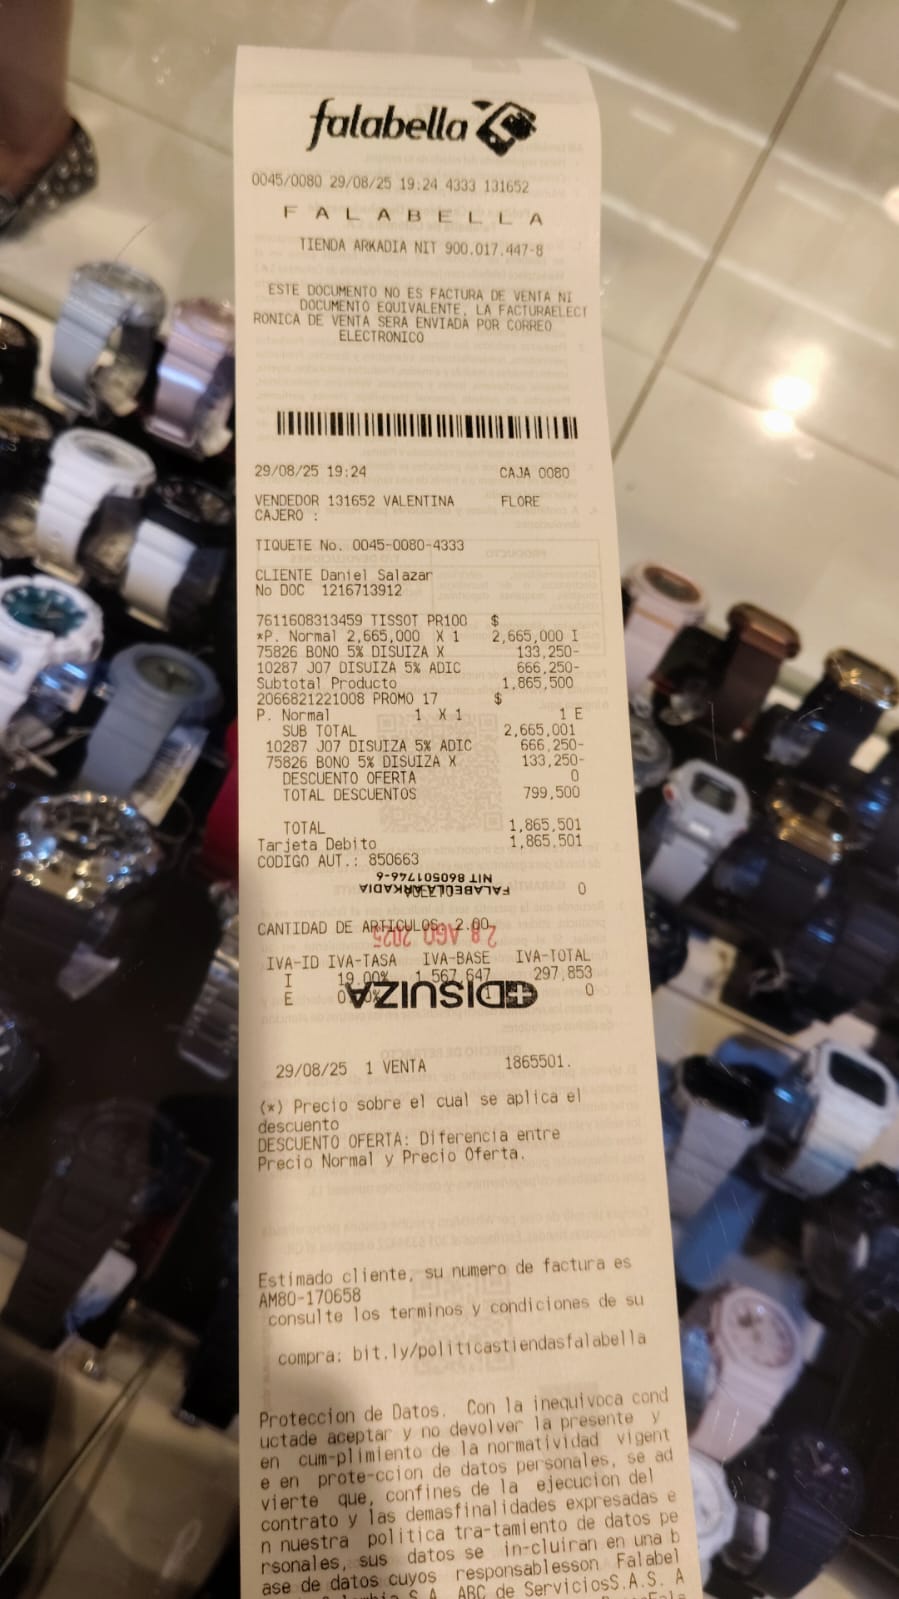 falabella
0045/0080 29/08/25 19:24 4333 131652
F A L A B E L L A
TIENDA ARKADIA NIT 900.017.447-8
ESTE DOCUMENTO NO ES FACTURA DE VENTA NI
DOCUMENTO EQUIVALENTE, LA FACTURAELECT
RONICA DE VENTA SERA ENVIADA POR CORREO
ELECTRONICO
29/08/25 19:24 CAJA 0080
VENDEDOR 131652 VALENTINA FLORE
CAJERO :
TIQUETE No. 0045-0080-4333
CLIENTE Daniel Salazar
No DOC 1216713912
7611608313459 TISSOT PR100 $
*P. Normal 2,665,000 X 1 2,665,000 I
75826 BONO 5% DISUIZA X 133,250-
10287 J07 DISUIZA 5% ADIC 666,250-
Subtotal Producto 1,865,500
2066821221008 PROMO 17 $
P. Normal 1 X 1 1 E
SUB TOTAL 2,665,001
10287 J07 DISUIZA 5% ADIC 666,250-
75826 BONO 5% DISUIZA X 133,250-
DESCUENTO OFERTA 0
TOTAL DESCUENTOS 799,500
TOTAL 1,865,501
Tarjeta Debito 1,865,501
CODIGO AUT.: 850663
NIT 860501746-6
FALABELLA ARKADIA
0
CANTIDAD DE ARTICULOS 2.00
28 AGO 2025
IVA-ID IVA-TASA IVA-BASE IVA-TOTAL
I 19.00% 1,567,647 297,853
E 0
DISUIZA
29/08/25 1 VENTA 1865501.
(*) Precio sobre el cual se aplica el
descuento
DESCUENTO OFERTA: Diferencia entre
Precio Normal y Precio Oferta.
Estimado cliente, su numero de factura es
AM80-170658
consulte los terminos y condiciones de su
compra: bit.ly/politicastiendasfalabella
Proteccion de Datos. Con la inequivoca cond
uctade aceptar y no devolver la presente y
en cum-plimiento de la normatividad vigent
e en prote-ccion de datos personales, se ad
vierte que, confines de la ejecucion del
contrato y las demasfinalidades expresadas e
n nuestra politica tra-tamiento de datos pe
rsonales, sus datos se in-cluiran en una b
ase de datos cuyos responsablesson Falabel
S.A. ABC de ServiciosS.A.S. A